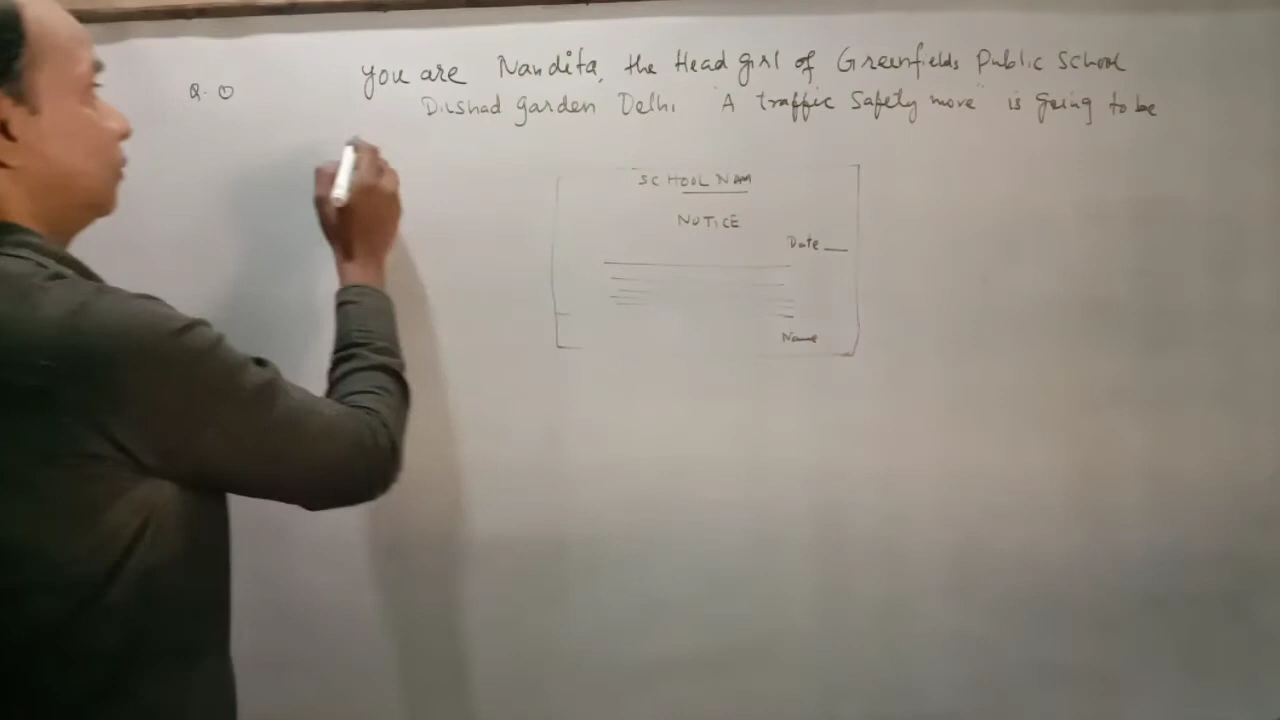 Q. ①
You are Nandita, the Head girl of Greenfields Public School
Dilshad garden Delhi. "A traffic Safety move" is going to be
SCHOOL NAM
NOTICE
Date
Name